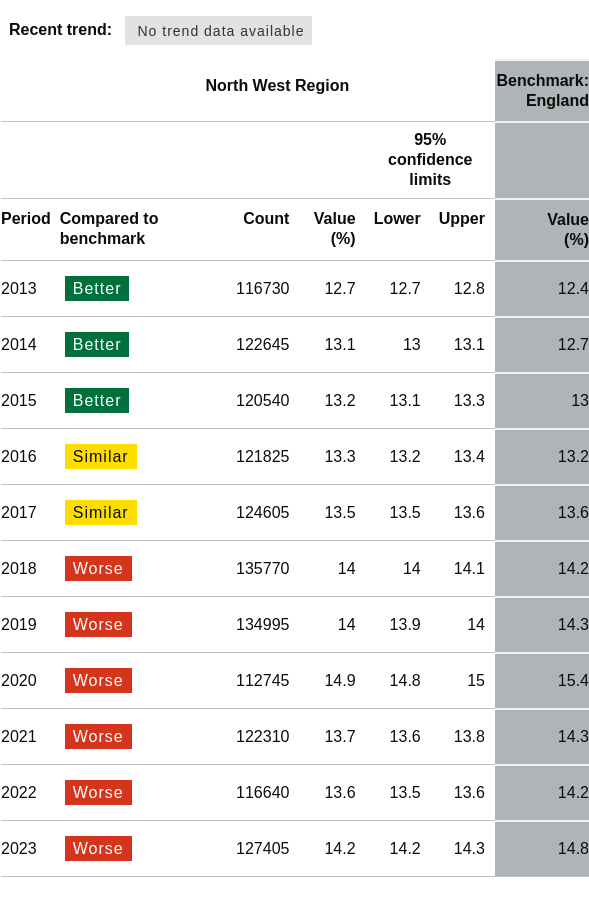 Recent trend: No trend data available
North West Region Benchmark:
England
95%
confidence
limits
Period Compared to Count Value Lower Upper Value
benchmark (%) (%)
2013 Better 116730 12.7 12.7 12.8 12.4
2014 Better 122645 13.1 13 13.1 12.7
2015 Better 120540 13.2 13.1 13.3 13
2016 Similar 121825 13.3 13.2 13.4 13.2
2017 Similar 124605 13.5 13.5 13.6 13.6
2018 Worse 135770 14 14 14.1 14.2
2019 Worse 134995 14 13.9 14 14.3
2020 Worse 112745 14.9 14.8 15 15.4
2021 Worse 122310 13.7 13.6 13.8 14.3
2022 Worse 116640 13.6 13.5 13.6 14.2
2023 Worse 127405 14.2 14.2 14.3 14.8